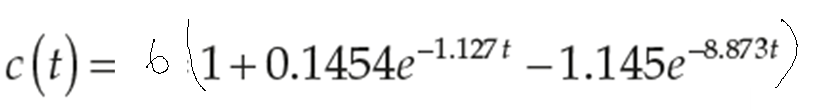 c(t) = 6 (1 + 0.1454e^{-1.127t} - 1.145e^{-8.873t})